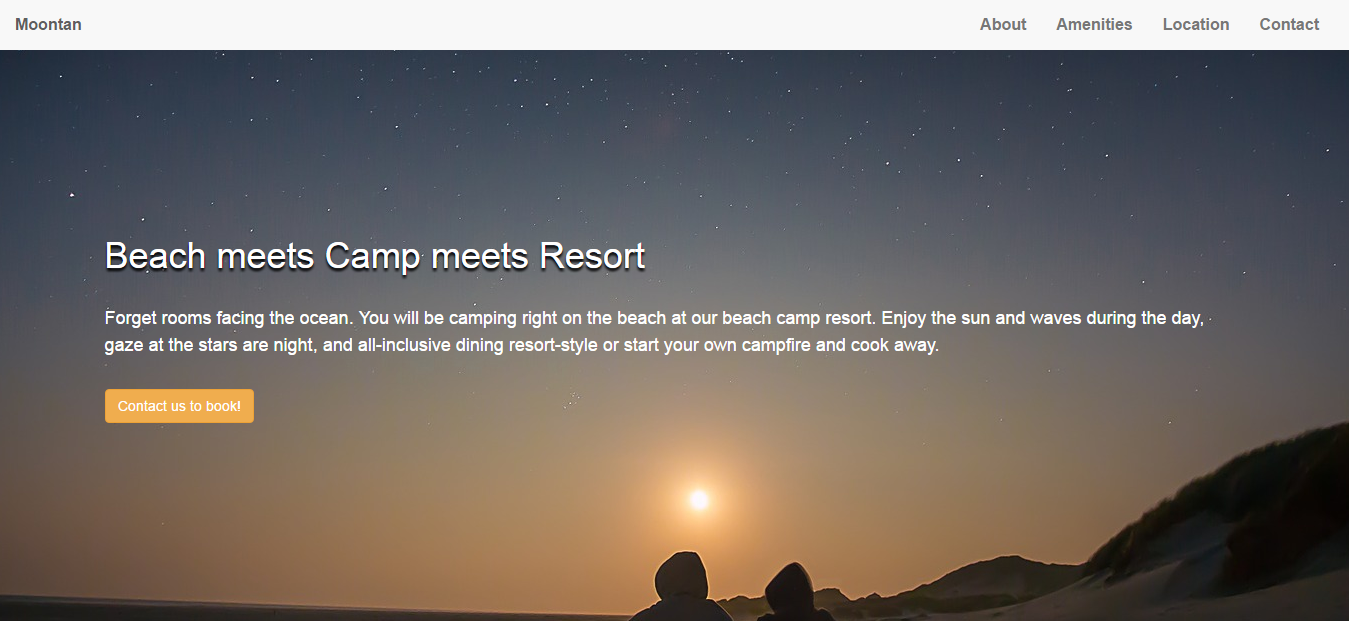 Moontan
About Amenities Location Contact
Beach meets Camp meets Resort
Forget rooms facing the ocean. You will be camping right on the beach at our beach camp resort. Enjoy the sun and waves during the day,
gaze at the stars are night, and all-inclusive dining resort-style or start your own campfire and cook away.
Contact us to book!